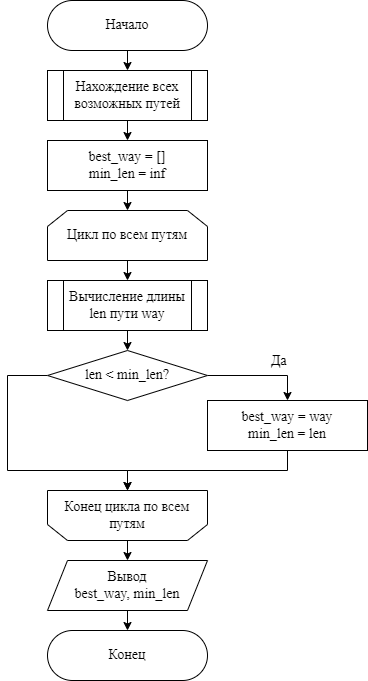 Начало
Нахождение всех
возможных путей
best_way = []
min_len = inf
Цикл по всем путям
Вычисление длины
len пути way
len < min_len?
Да
best_way = way
min_len = len
Конец цикла по всем
путям
Вывод
best_way, min_len
Конец